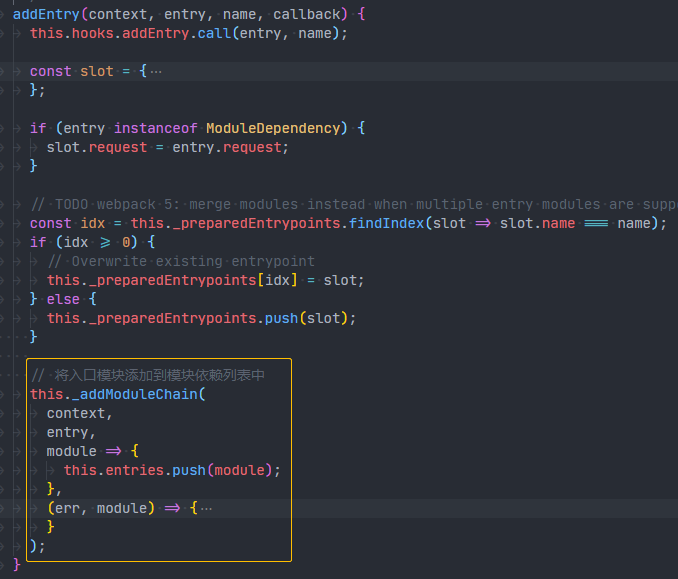 addEntry(context, entry, name, callback) {
this.hooks.addEntry.call(entry, name);
const slot = {…
};
if (entry instanceof ModuleDependency) {
slot.request = entry.request;
}
// TODO webpack 5: merge modules instead when multiple entry modules are supp
const idx = this._preparedEntrypoints.findIndex(slot => slot.name === name);
if (idx >= 0) {
// Overwrite existing entrypoint
this._preparedEntrypoints[idx] = slot;
} else {
this._preparedEntrypoints.push(slot);
}
// 将入口模块添加到模块依赖列表中
this._addModuleChain(
context,
entry,
module => {
this.entries.push(module);
},
(err, module) => {…
}
);
}